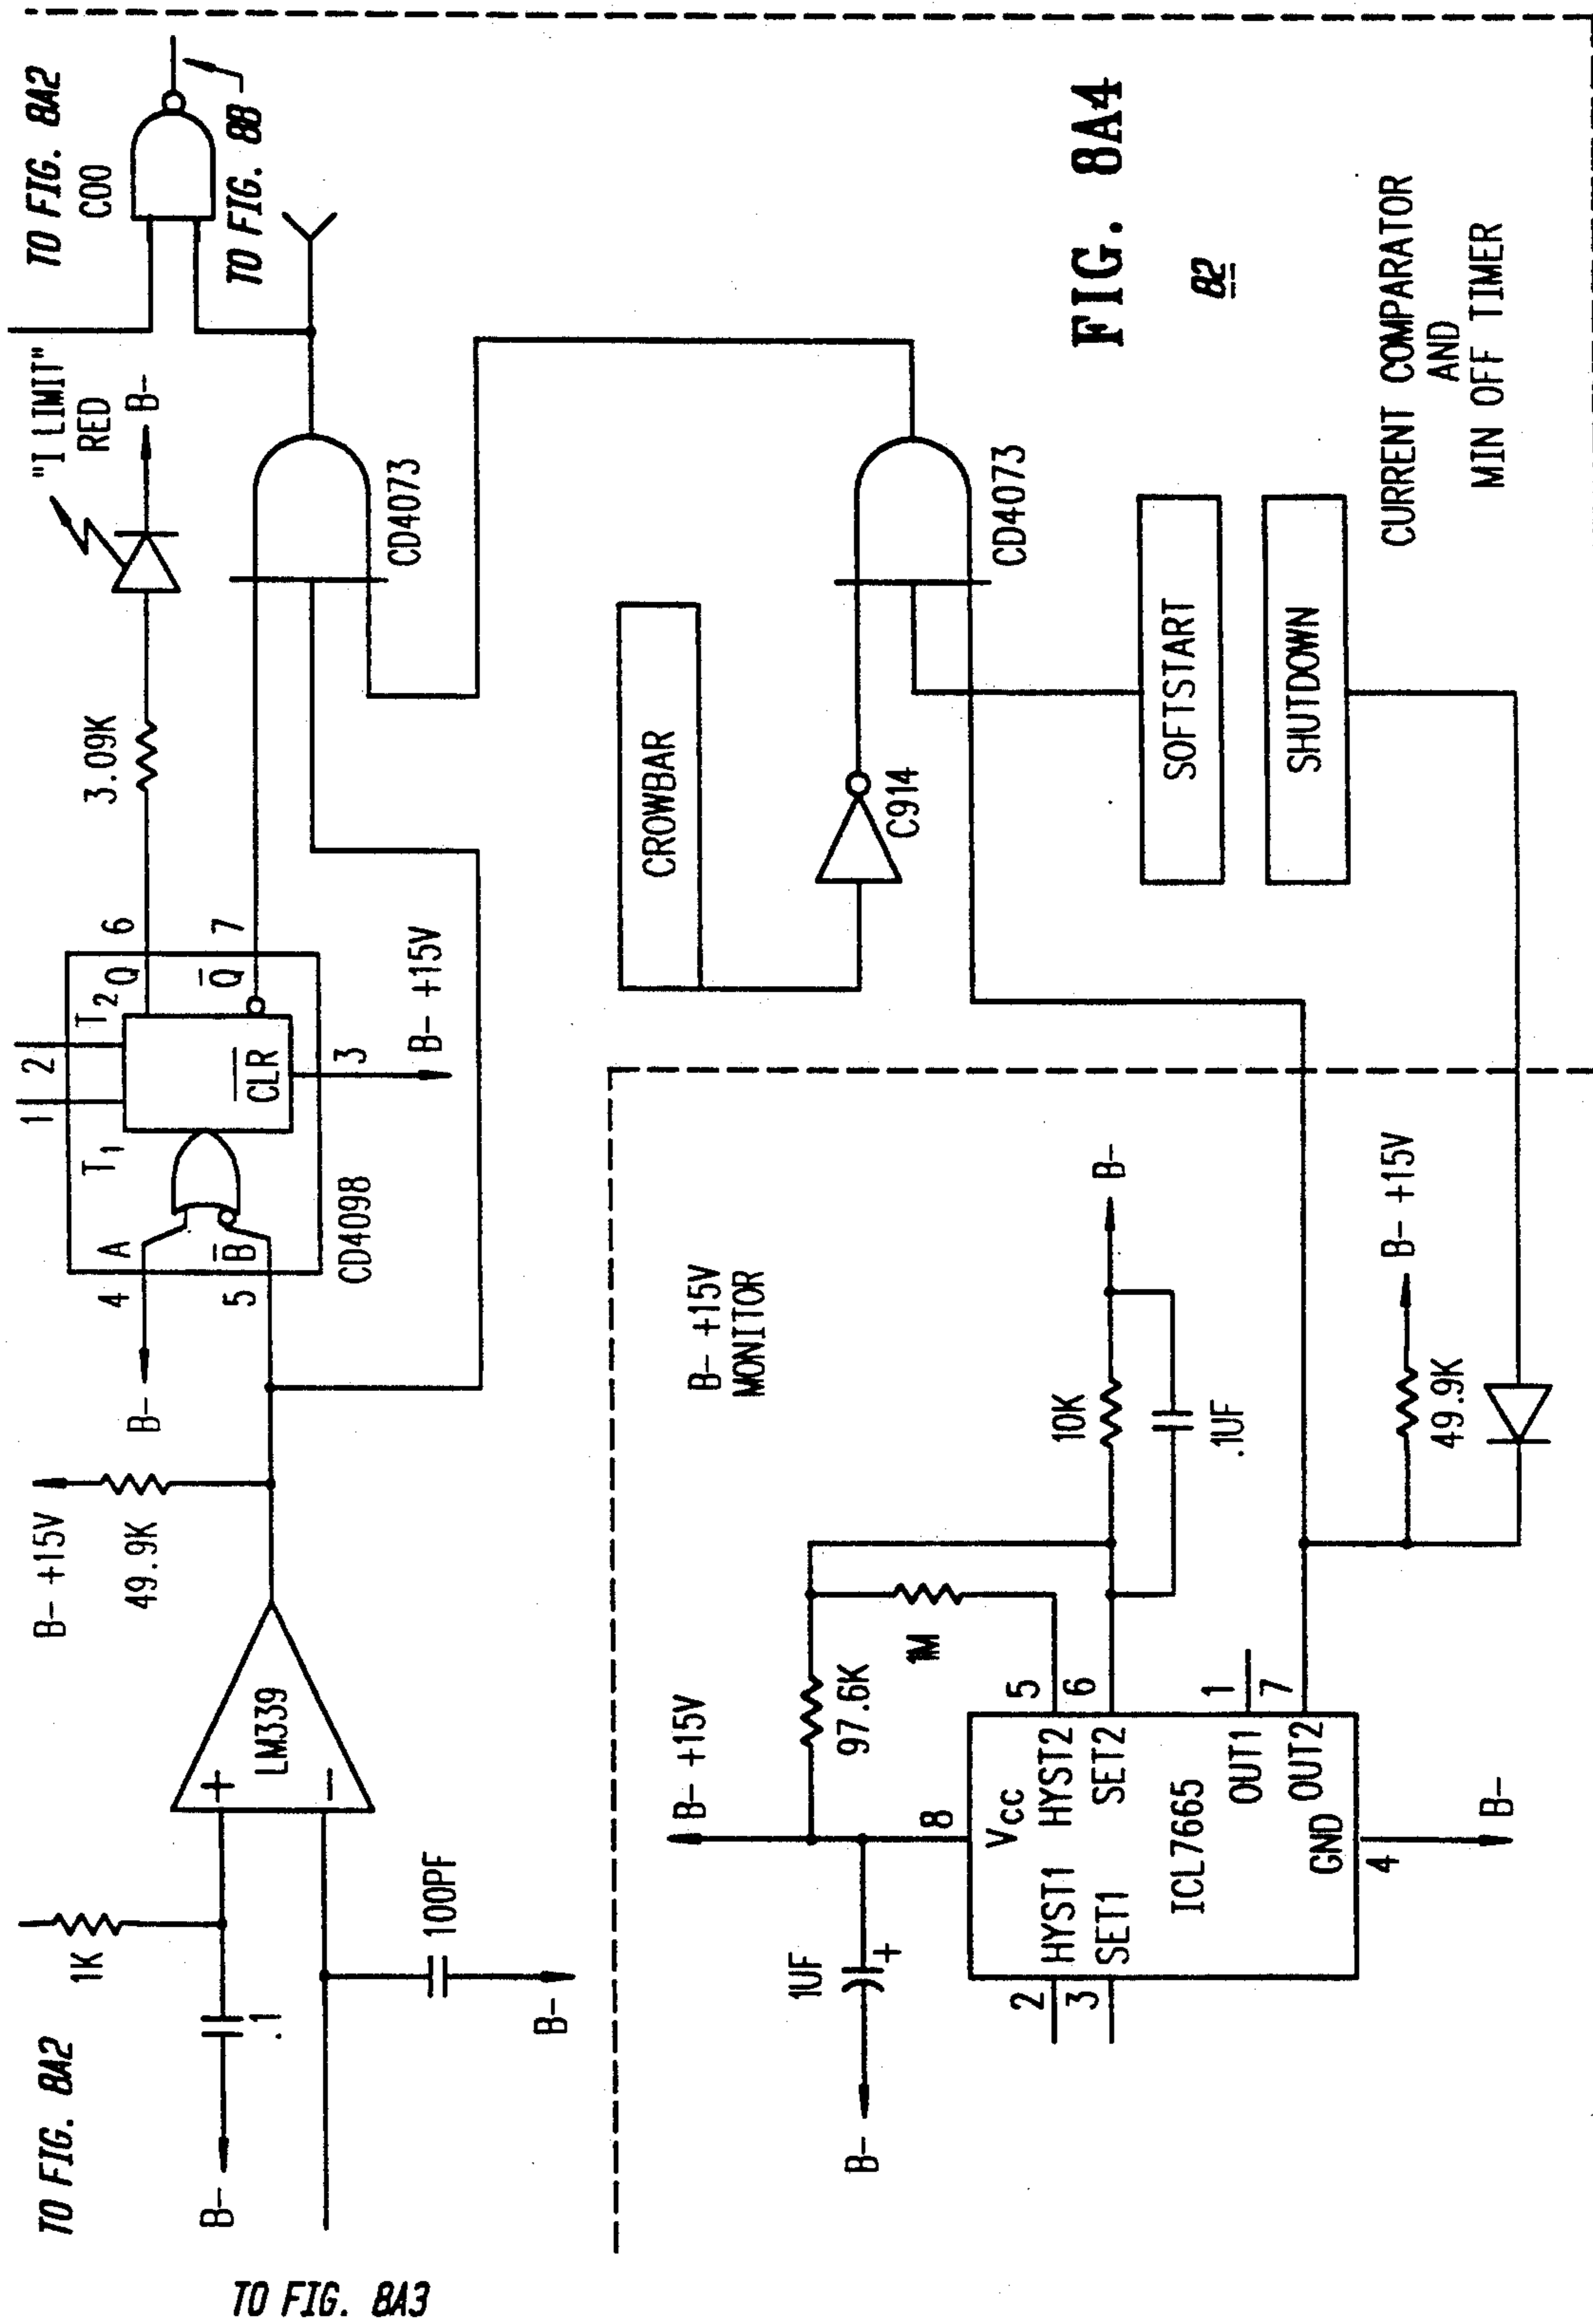 TO FIG. 8A2
1K
B-
.1
TO FIG. 8A3
100PF
B-
+
-
LM339
B- +15V
49.9K
B-
4
5
A
B
T1
1
2
T2
Q
Q
CLR
6
7
3
CD4098
B- +15V
3.09K
"I LIMIT"
RED
B-
CD4073
TO FIG. 8A2
C00
TO FIG. 8B
CROWBAR
C914
CD4073
SOFTSTART
SHUTDOWN
FIG. 8A4
82
CURRENT COMPARATOR
AND
MIN OFF TIMER
B- +15V
MONITOR
B- +15V
1UF
+
B-
97.6K
1M
10K
.1UF
B-
8
5
6
1
7
2
3
4
VCC
HYST1
HYST2
SET1
SET2
ICL7665
OUT1
OUT2
GND
B-
B- +15V
49.9K